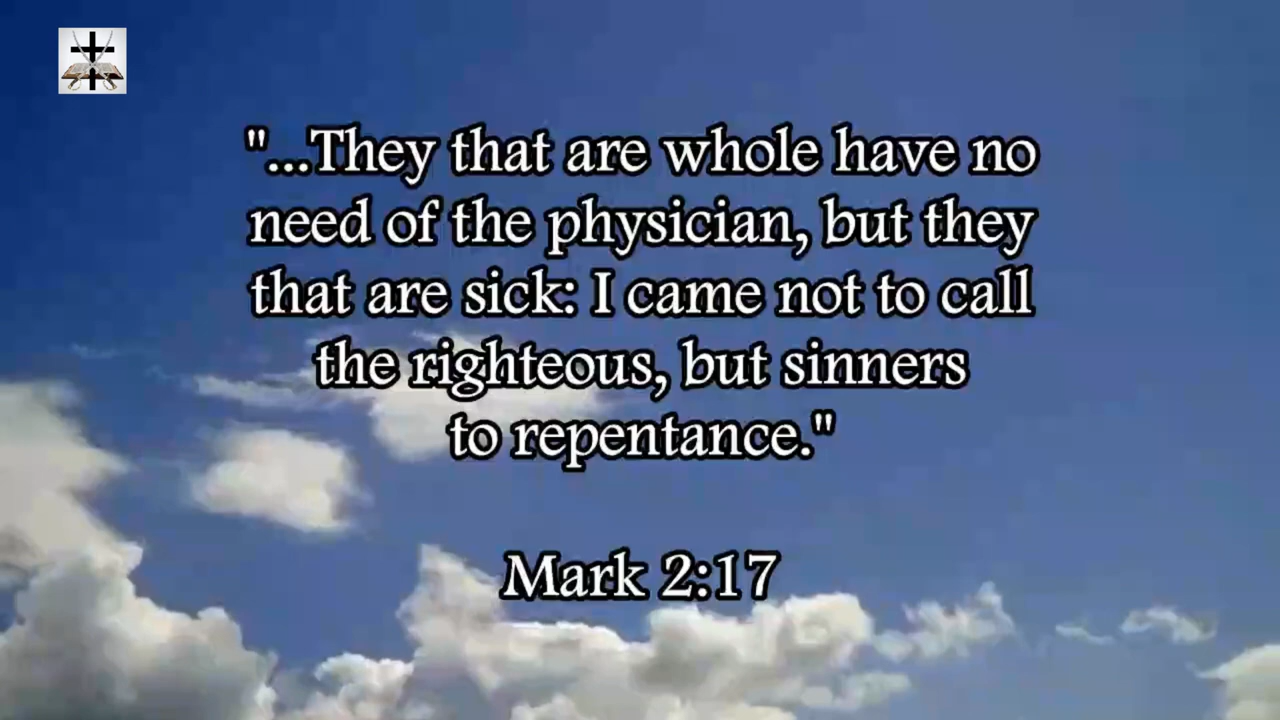 "...They that are whole have no
need of the physician, but they
that are sick: I came not to call
the righteous, but sinners
to repentance."
Mark 2:17